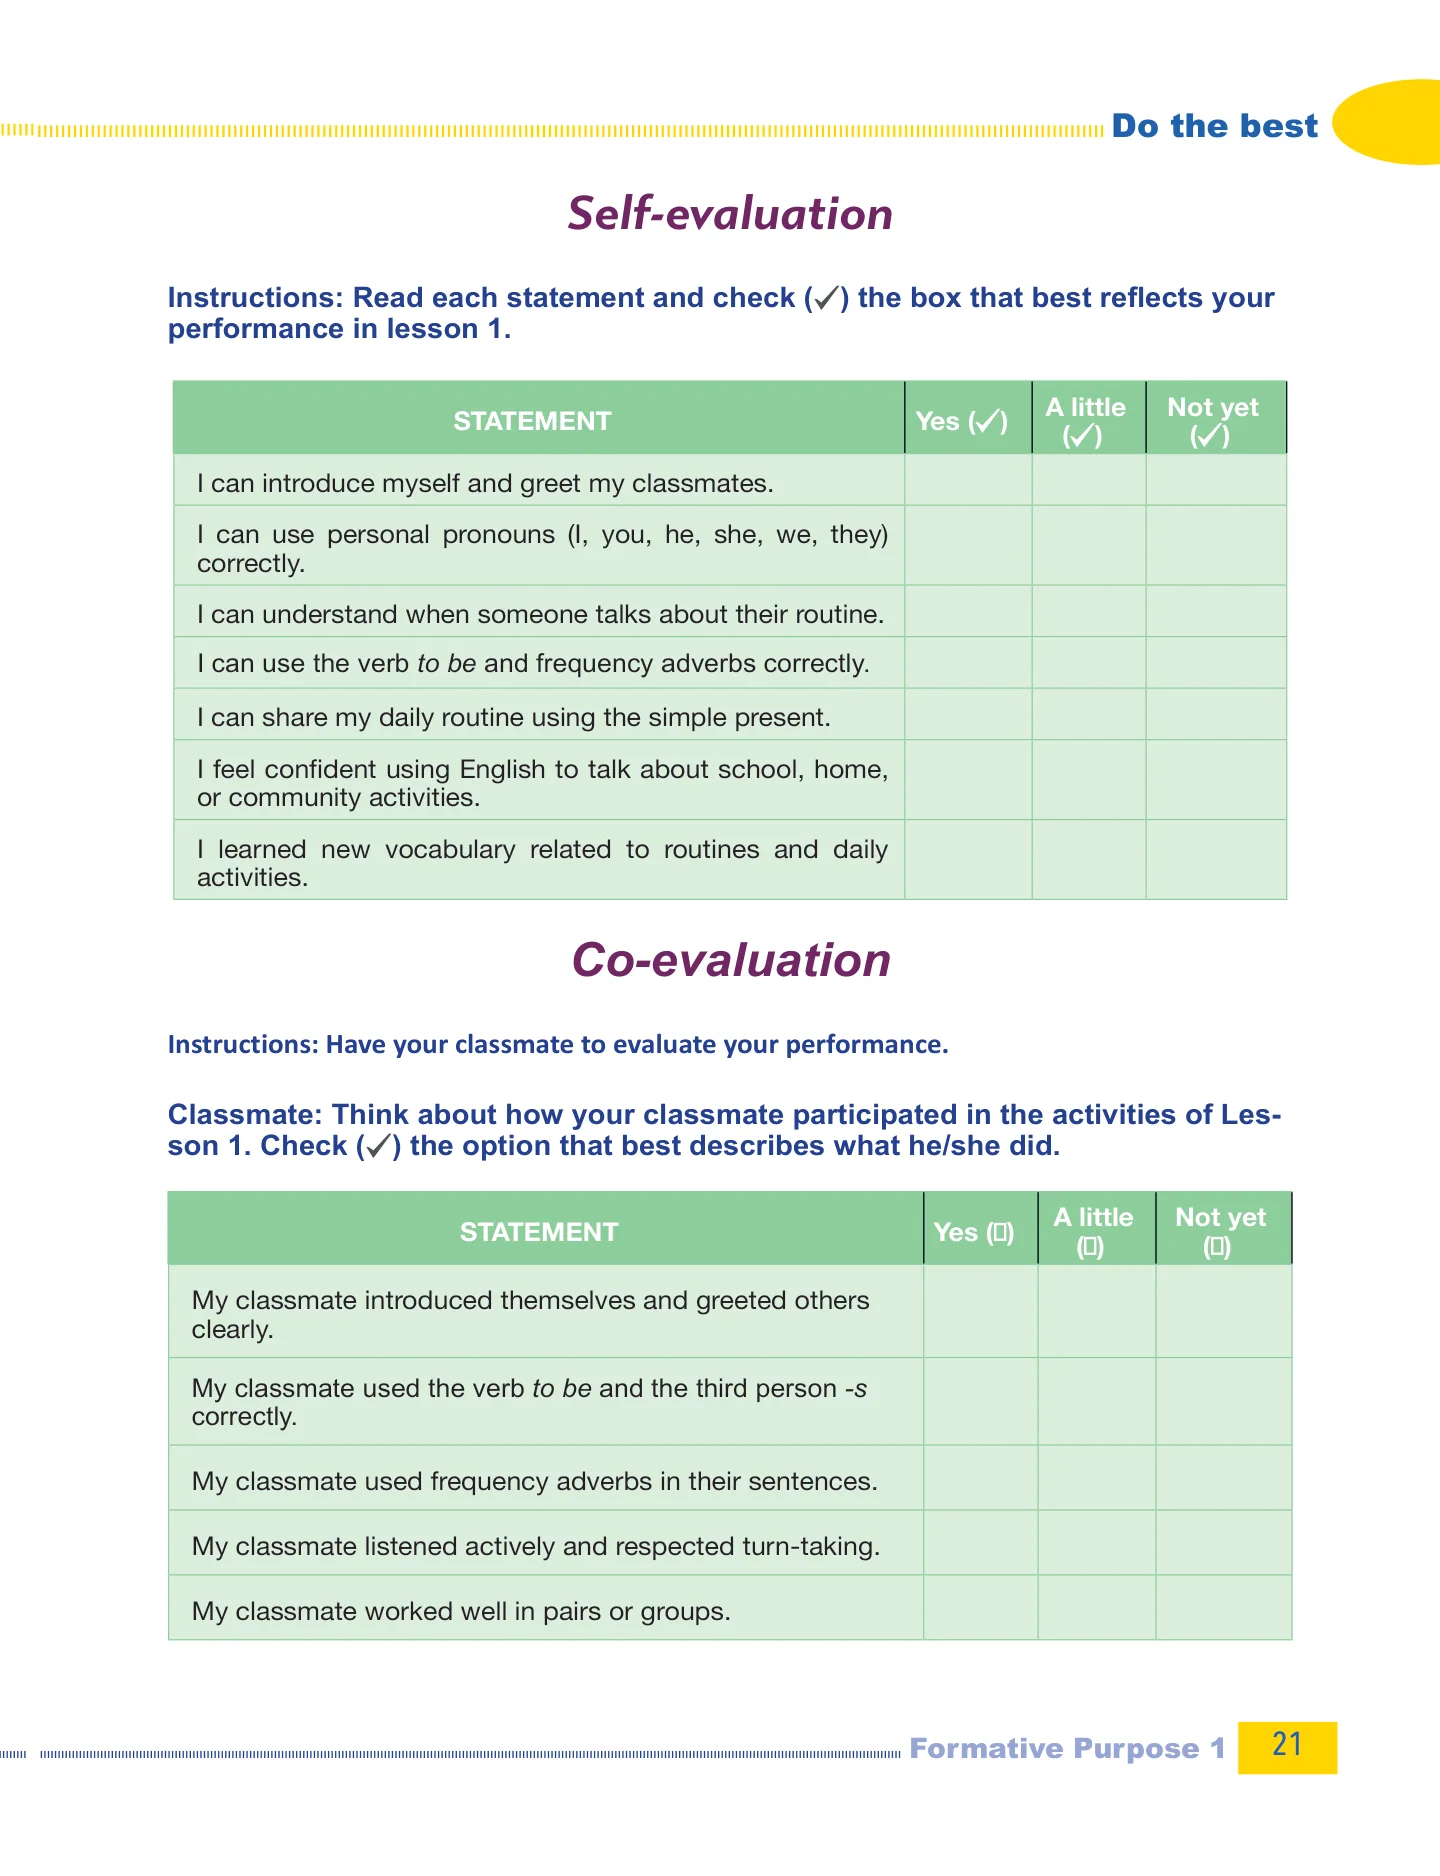 Do the best
Self-evaluation
Instructions: Read each statement and check (✓) the box that best reflects your
performance in lesson 1.
STATEMENT
Yes (✓)
A little
(✓)
Not yet
(✓)
I can introduce myself and greet my classmates.
I can use personal pronouns (I, you, he, she, we, they)
correctly.
I can understand when someone talks about their routine.
I can use the verb to be and frequency adverbs correctly.
I can share my daily routine using the simple present.
I feel confident using English to talk about school, home,
or community activities.
I learned new vocabulary related to routines and daily
activities.
Co-evaluation
Instructions: Have your classmate to evaluate your performance.
Classmate: Think about how your classmate participated in the activities of Les-
son 1. Check (✓) the option that best describes what he/she did.
STATEMENT
Yes (▯)
A little
(▯)
Not yet
(▯)
My classmate introduced themselves and greeted others
clearly.
My classmate used the verb to be and the third person -s
correctly.
My classmate used frequency adverbs in their sentences.
My classmate listened actively and respected turn-taking.
My classmate worked well in pairs or groups.
Formative Purpose 1
21